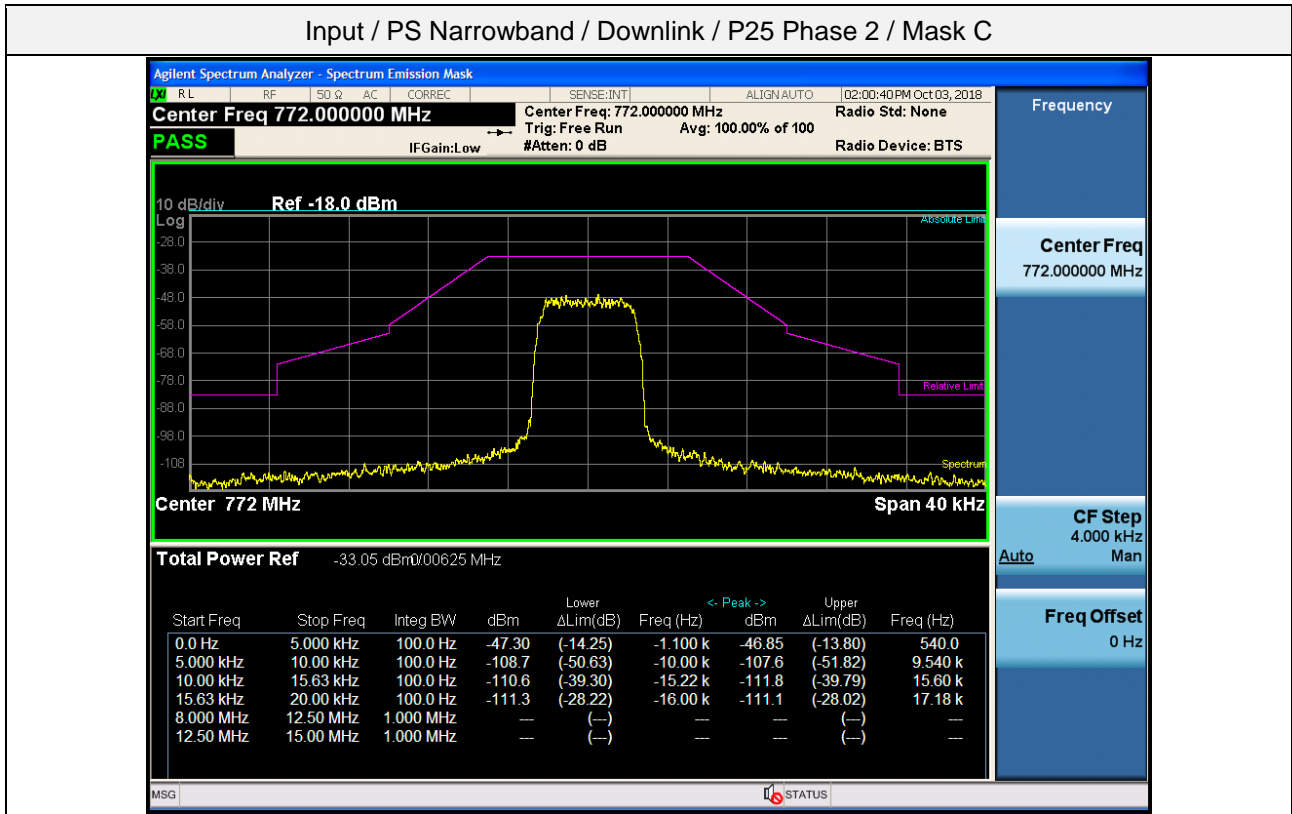 Input / PS Narrowband / Downlink / P25 Phase 2 / Mask C
Agilent Spectrum Analyzer - Spectrum Emission Mask
LXI RL RF 50 Ω AC CORREC SENSE:INT ALIGN AUTO 02:00:40 PM Oct 03, 2018
Center Freq 772.000000 MHz
Center Freq: 772.000000 MHz
Radio Std: None
Trig: Free Run Avg: 100.00% of 100
PASS
IFGain:Low
#Atten: 0 dB
Radio Device: BTS
10 dB/div Ref -18.0 dBm
Log
Absolute Limit
-28.0
-38.0
-48.0
-58.0
-68.0
-78.0
Relative Limit
-88.0
-98.0
-108
Spectrum
Center 772 MHz Span 40 kHz
Total Power Ref -33.05 dBm/0.00625 MHz
Lower <- Peak -> Upper
Start Freq Stop Freq Integ BW dBm ΔLim(dB) Freq (Hz) dBm ΔLim(dB) Freq (Hz)
0.0 Hz 5.000 kHz 100.0 Hz -47.30 (-14.25) -1.100 k -46.85 (-13.80) 540.0
5.000 kHz 10.00 kHz 100.0 Hz -108.7 (-50.63) -10.00 k -107.6 (-51.82) 9.540 k
10.00 kHz 15.63 kHz 100.0 Hz -110.6 (-39.30) -15.22 k -111.8 (-39.79) 15.60 k
15.63 kHz 20.00 kHz 100.0 Hz -111.3 (-28.22) -16.00 k -111.1 (-28.02) 17.18 k
8.000 MHz 12.50 MHz 1.000 MHz --- (---) --- --- (---) ---
12.50 MHz 15.00 MHz 1.000 MHz --- (---) --- --- (---) ---
MSG STATUS
Frequency
Center Freq
772.000000 MHz
CF Step
4.000 kHz
Auto Man
Freq Offset
0 Hz